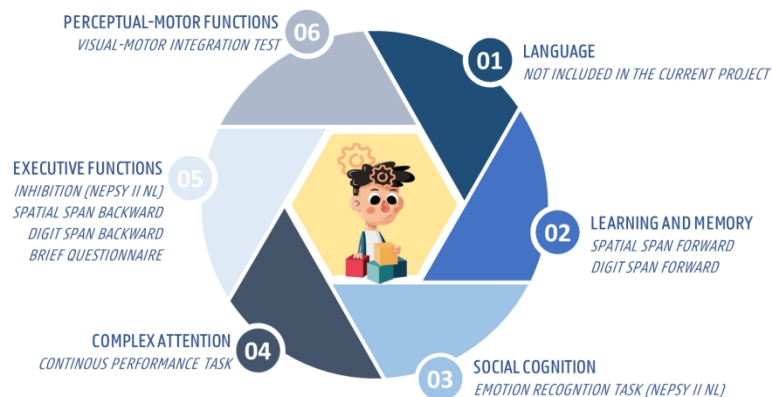 01
LANGUAGE
NOT INCLUDED IN THE CURRENT PROJECT
02
LEARNING AND MEMORY
SPATIAL SPAN FORWARD
DIGIT SPAN FORWARD
03
SOCIAL COGNITION
EMOTION RECOGNTION TASK (NEPSY II NL)
04
COMPLEX ATTENTION
CONTINOUS PERFORMANCE TASK
05
EXECUTIVE FUNCTIONS
INHIBITION (NEPSY II NL)
SPATIAL SPAN BACKWARD
DIGIT SPAN BACKWARD
BRIEF QUESTIONNAIRE
06
PERCEPTUAL-MOTOR FUNCTIONS
VISUAL-MOTOR INTEGRATION TEST